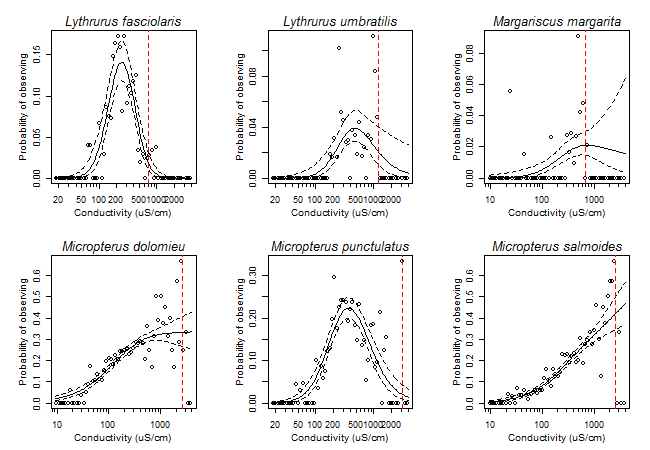 Lythrurus fasciolaris
Probability of observing
0.00 0.05 0.10 0.15
20 50 100 200 500 1000 2000
Conductivity (uS/cm)
Lythrurus umbratilis
Probability of observing
0.00 0.04 0.08
20 50 100 200 500 1000 2000
Conductivity (uS/cm)
Margariscus margarita
Probability of observing
0.00 0.02 0.04 0.06 0.08
10 100 1000
Conductivity (uS/cm)
Micropterus dolomieu
Probability of observing
0.0 0.1 0.2 0.3 0.4 0.5 0.6
10 100 1000
Conductivity (uS/cm)
Micropterus punctulatus
Probability of observing
0.00 0.10 0.20 0.30
20 50 100 200 500 1000 2000
Conductivity (uS/cm)
Micropterus salmoides
Probability of observing
0.0 0.1 0.2 0.3 0.4 0.5 0.6
10 100 1000
Conductivity (uS/cm)